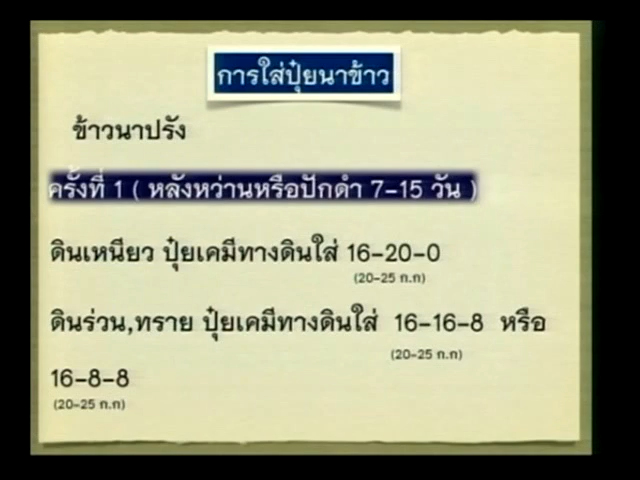 การใส่ปุ๋ยนาข้าว
ข้าวนาปรัง
ครั้งที่ 1 ( หลังหว่านหรือปักดำ 7-15 วัน )
ดินเหนียว ปุ๋ยเคมีทางดินใส่ 16-20-0
(20-25 ก.ก)
ดินร่วน,ทราย ปุ๋ยเคมีทางดินใส่ 16-16-8 หรือ
(20-25 ก.ก)
16-8-8
(20-25 ก.ก)